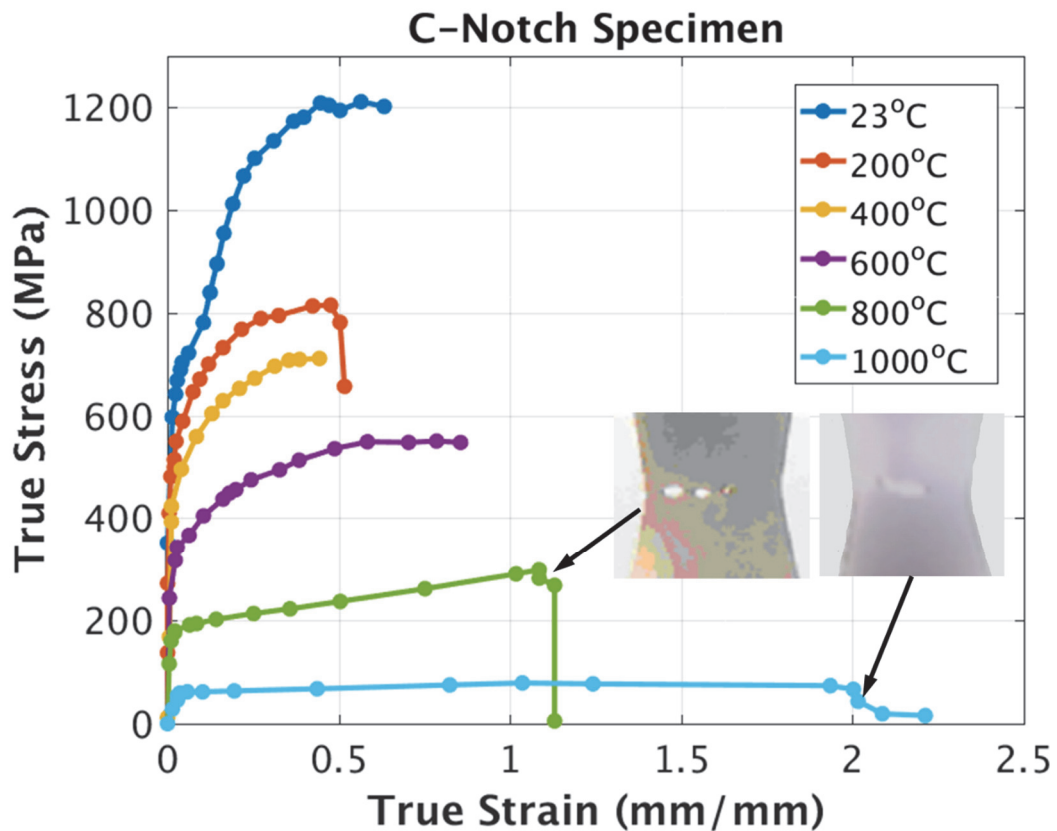 C-Notch Specimen
True Stress (MPa)
1200
1000
800
600
400
200
0
23°C
200°C
400°C
600°C
800°C
1000°C
0
0.5
1
1.5
2
2.5
True Strain (mm/mm)